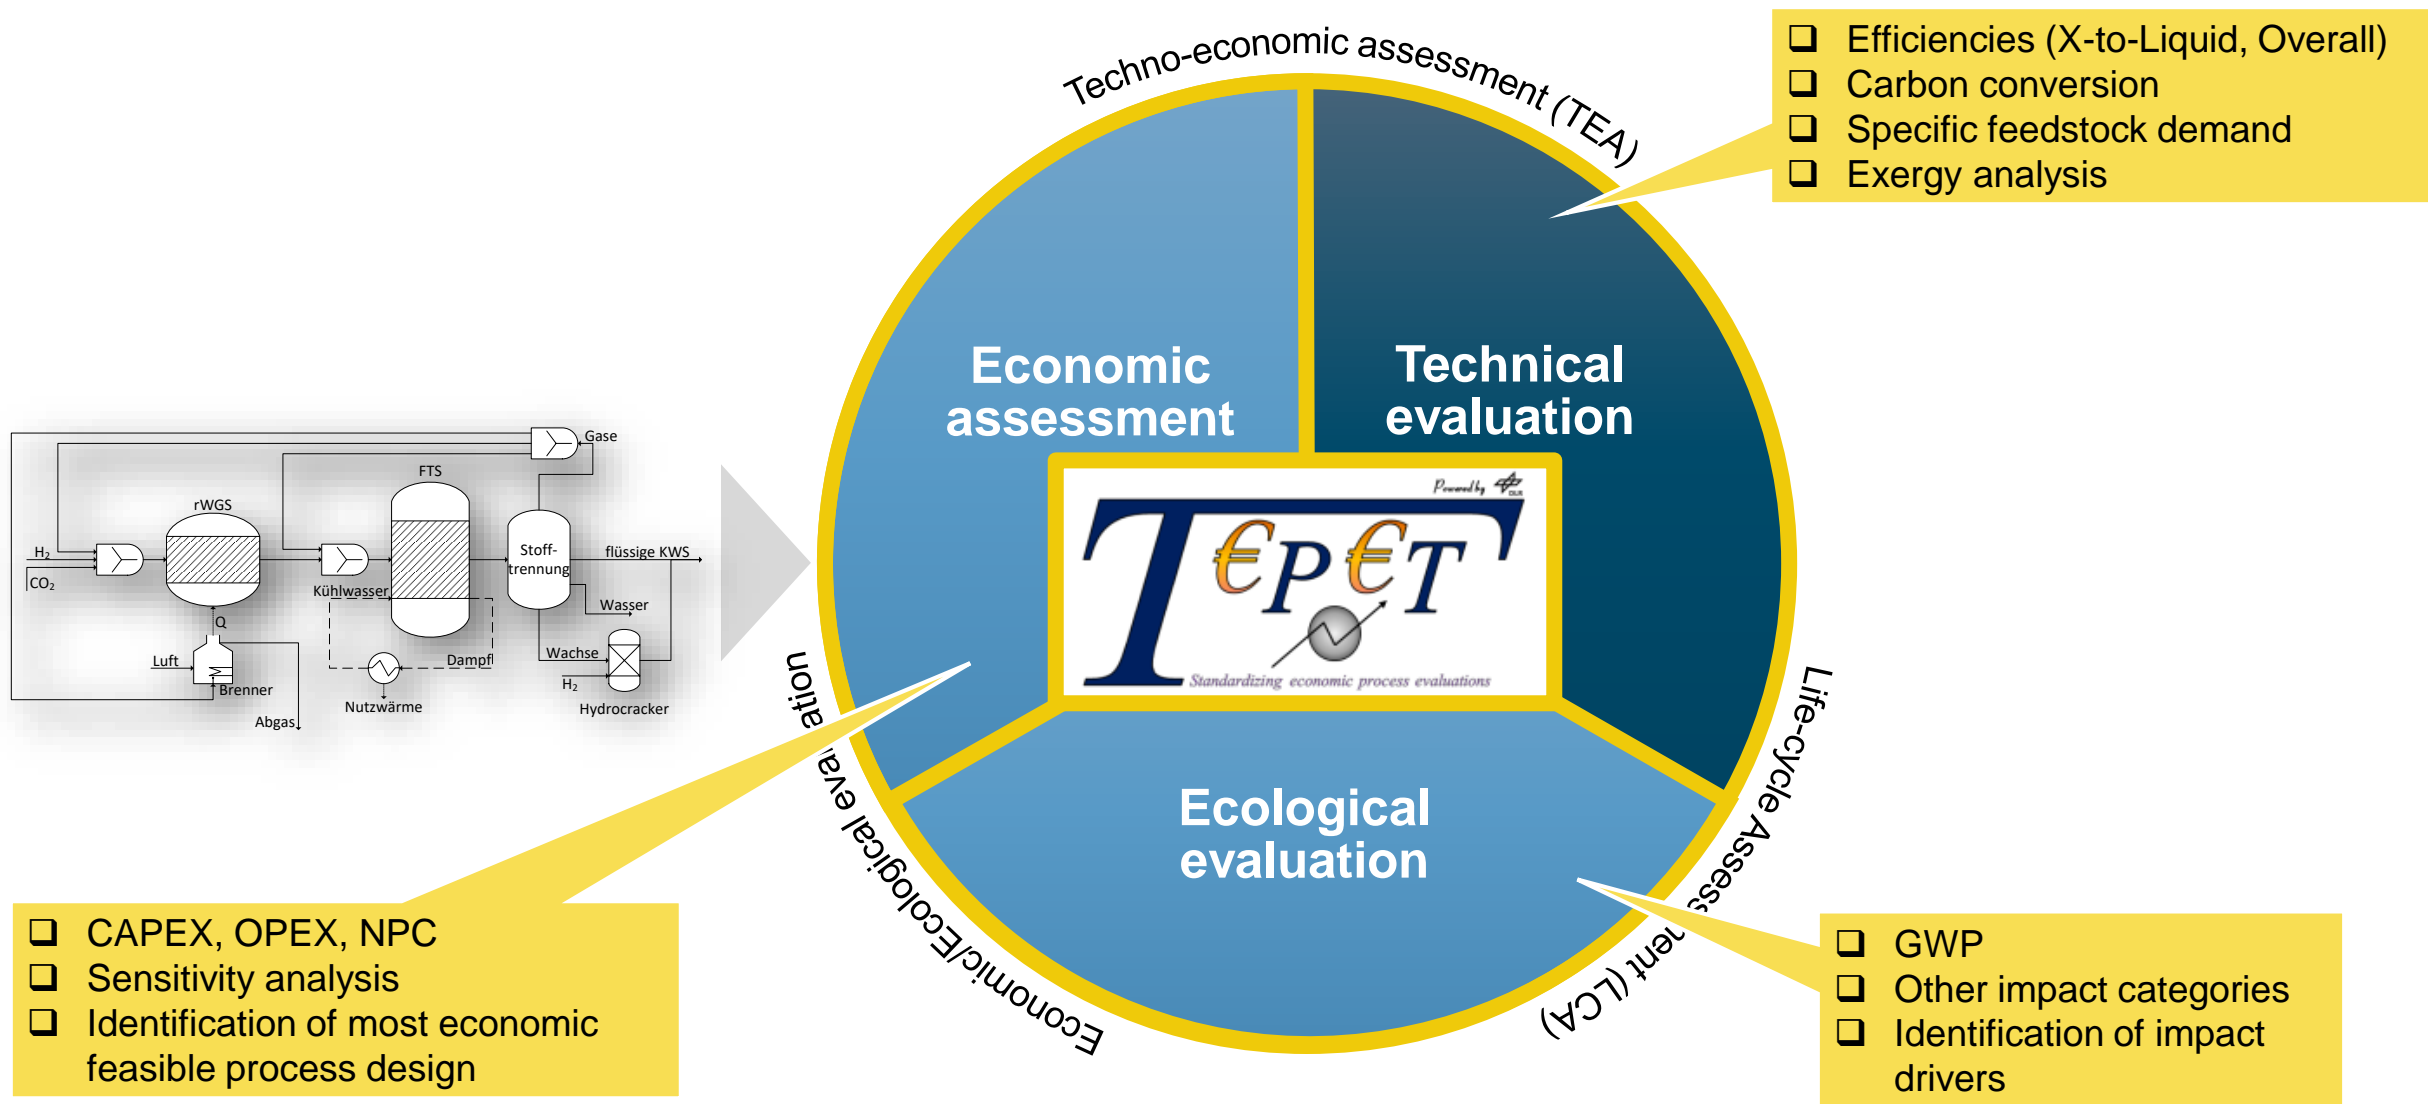 Techno-economic assessment (TEA)
❑ Efficiencies (X-to-Liquid, Overall)
❑ Carbon conversion
❑ Specific feedstock demand
❑ Exergy analysis
Economic
assessment
Technical
evaluation
Gase
FTS
rWGS
H₂
CO₂
Stoff-
trennung
flüssige KWS
Kühlwasser
Wasser
Q
Luft
Dampf
Wachse
H₂
Brenner
Nutzwärme
Hydrocracker
Abgas
Powered by DLR
T€P€T
Standardizing economic process evaluations
Ecological
evaluation
Economic/Ecological evaluation
Life-cycle Assessment (LCA)
❑ CAPEX, OPEX, NPC
❑ Sensitivity analysis
❑ Identification of most economic
feasible process design
❑ GWP
❑ Other impact categories
❑ Identification of impact
drivers